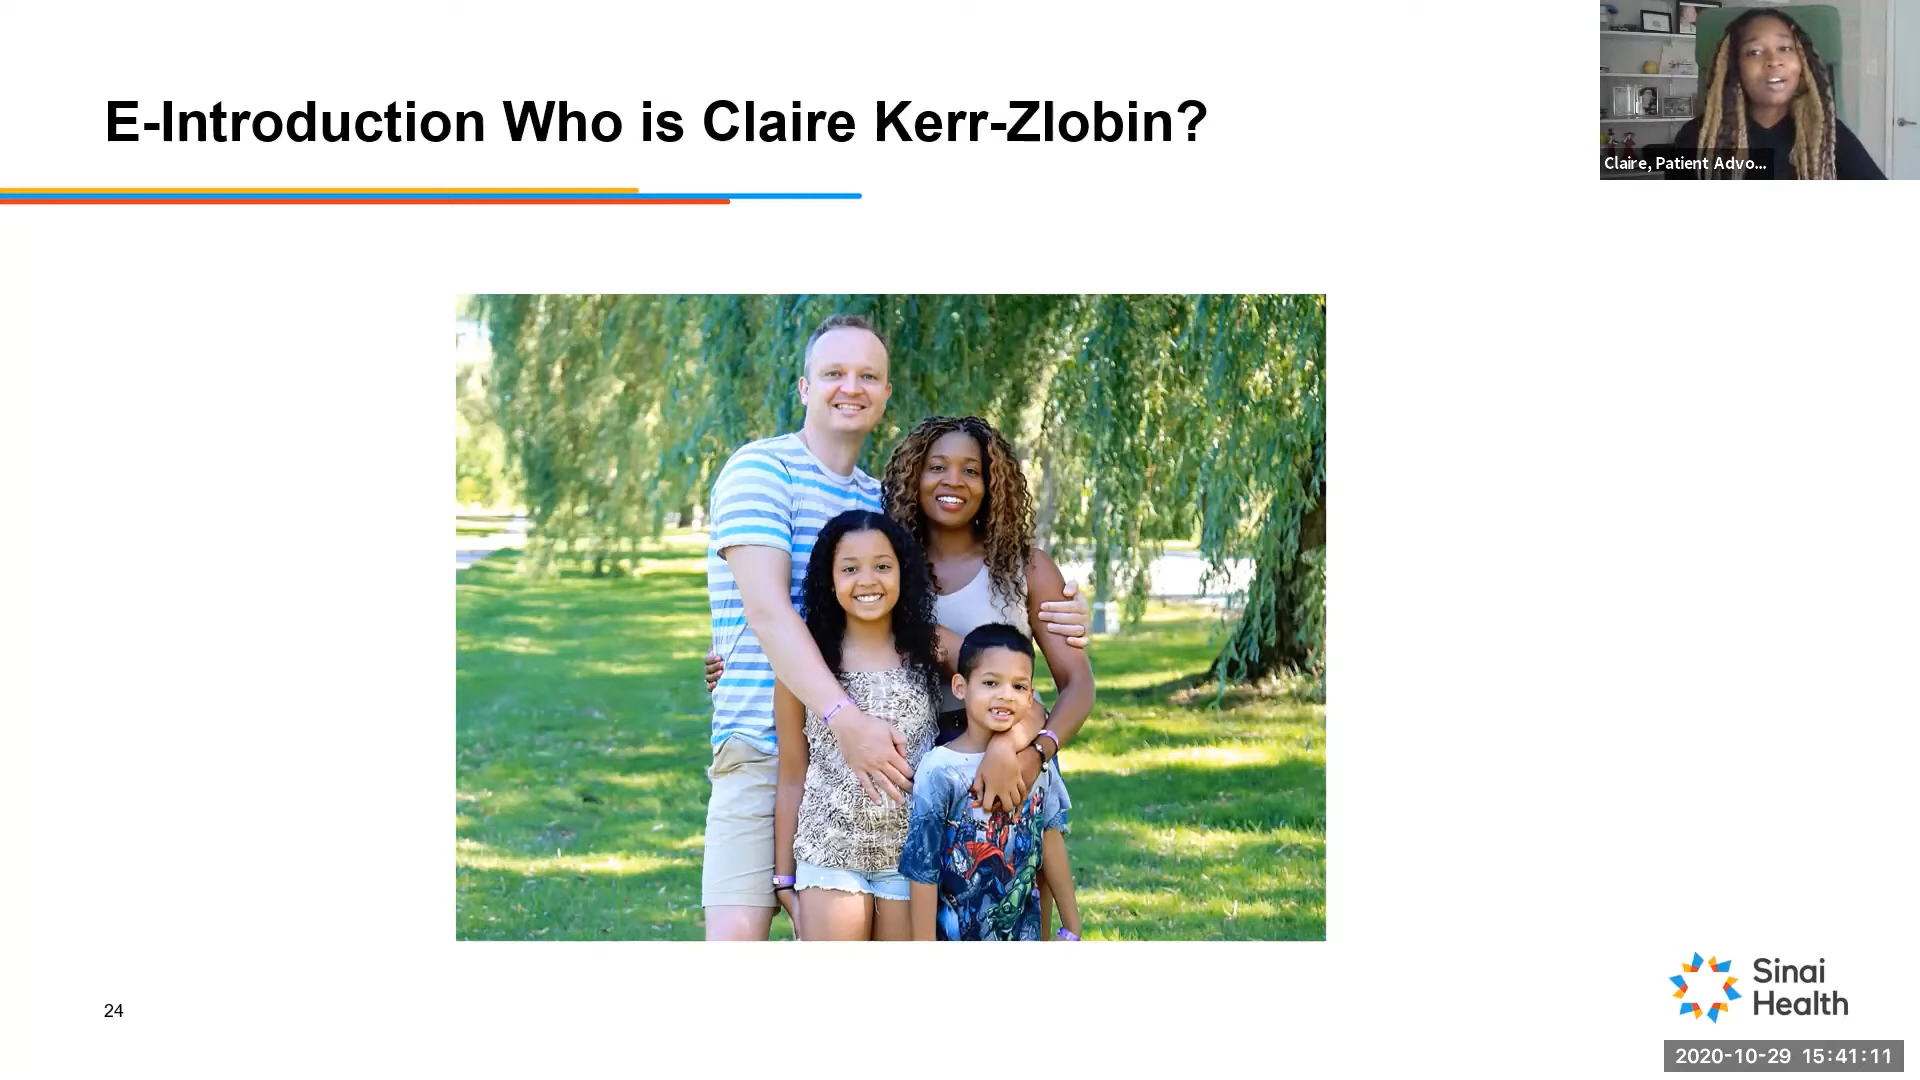 E-Introduction Who is Claire Kerr-Zlobin?
Claire, Patient Advo...
24
Sinai
Health
2020-10-29 15:41:11